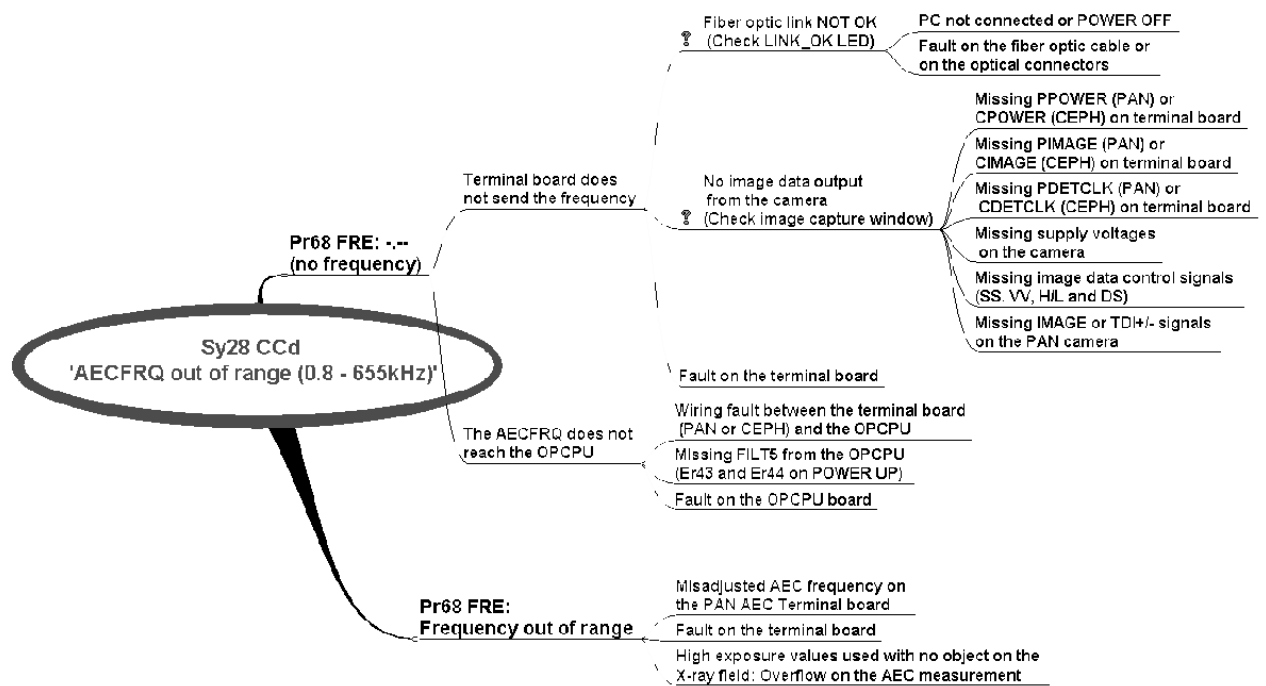 Fiber optic link NOT OK
(Check LINK_OK LED)
PC not connected or POWER OFF
Fault on the fiber optic cable or
on the optical connectors
Missing PPOWER (PAN) or
CPOWER (CEPH) on terminal board
Missing PIMAGE (PAN) or
CIMAGE (CEPH) on terminal board
Terminal board does
not send the frequency
No image data output
from the camera
(Check image capture window)
Missing PDETCLK (PAN) or
CDETCLK (CEPH) on terminal board
Missing supply voltages
on the camera
Missing image data control signals
(SS. VV, H/L and DS)
Missing IMAGE or TDI+/- signals
on the PAN camera
Pr68 FRE: -.--
(no frequency)
Sy28 CCd
'AECFRQ out of range (0.8 - 655kHz)'
Fault on the terminal board
The AECFRQ does not
reach the OPCPU
Wiring fault between the terminal board
(PAN or CEPH) and the OPCPU
Missing FILT5 from the OPCPU
(Er43 and Er44 on POWER UP)
Fault on the OPCPU board
Pr68 FRE:
Frequency out of range
Misadjusted AEC frequency on
the PAN AEC Terminal board
Fault on the terminal board
High exposure values used with no object on the
X-ray field: Overflow on the AEC measurement